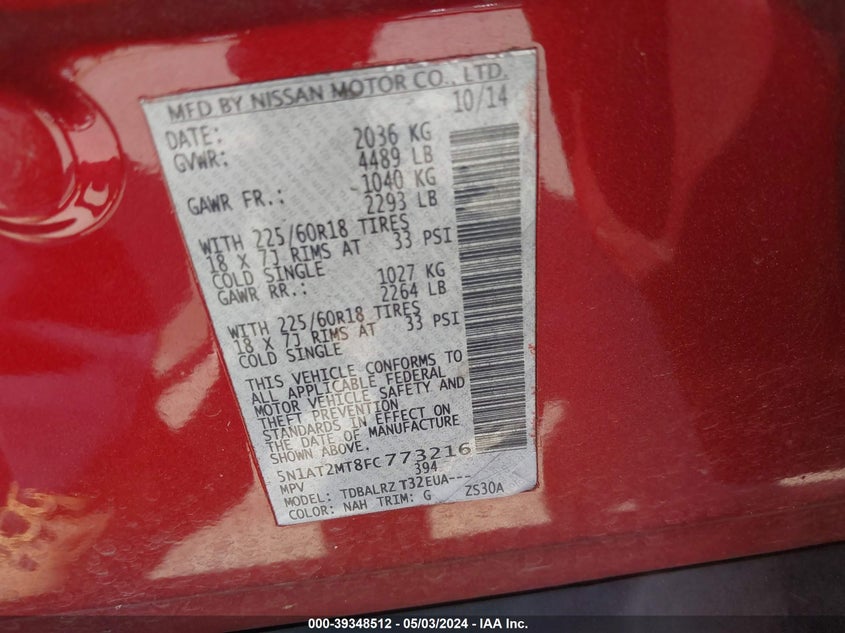 MFD BY NISSAN MOTOR CO., LTD.
DATE: 10/14
GVWR: 2036 KG
4489 LB
GAWR FR.: 1040 KG
2293 LB
WITH 225/60R18 TIRES
18 X 7J RIMS AT 33 PSI
COLD SINGLE
GAWR RR.: 1027 KG
2264 LB
WITH 225/60R18 TIRES
18 X 7J RIMS AT 33 PSI
COLD SINGLE
THIS VEHICLE CONFORMS TO
ALL APPLICABLE FEDERAL
MOTOR VEHICLE SAFETY AND
THEFT PREVENTION
STANDARDS IN EFFECT ON
THE DATE OF MANUFACTURE
SHOWN ABOVE.
5N1AT2MT8FC773216
MPV 394
MODEL: TDBALRZ T32EUA---
COLOR: NAH TRIM: G ZS30A
000-39348512 - 05/03/2024 - IAA Inc.